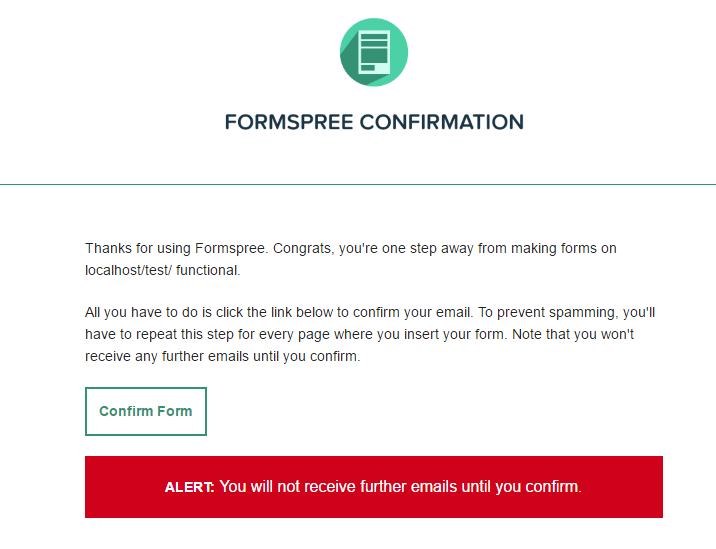 FORMSPREE CONFIRMATION
Thanks for using Formspree. Congrats, you're one step away from making forms on
localhost/test/ functional.
All you have to do is click the link below to confirm your email. To prevent spamming, you'll
have to repeat this step for every page where you insert your form. Note that you won't
receive any further emails until you confirm.
Confirm Form
ALERT: You will not receive further emails until you confirm.